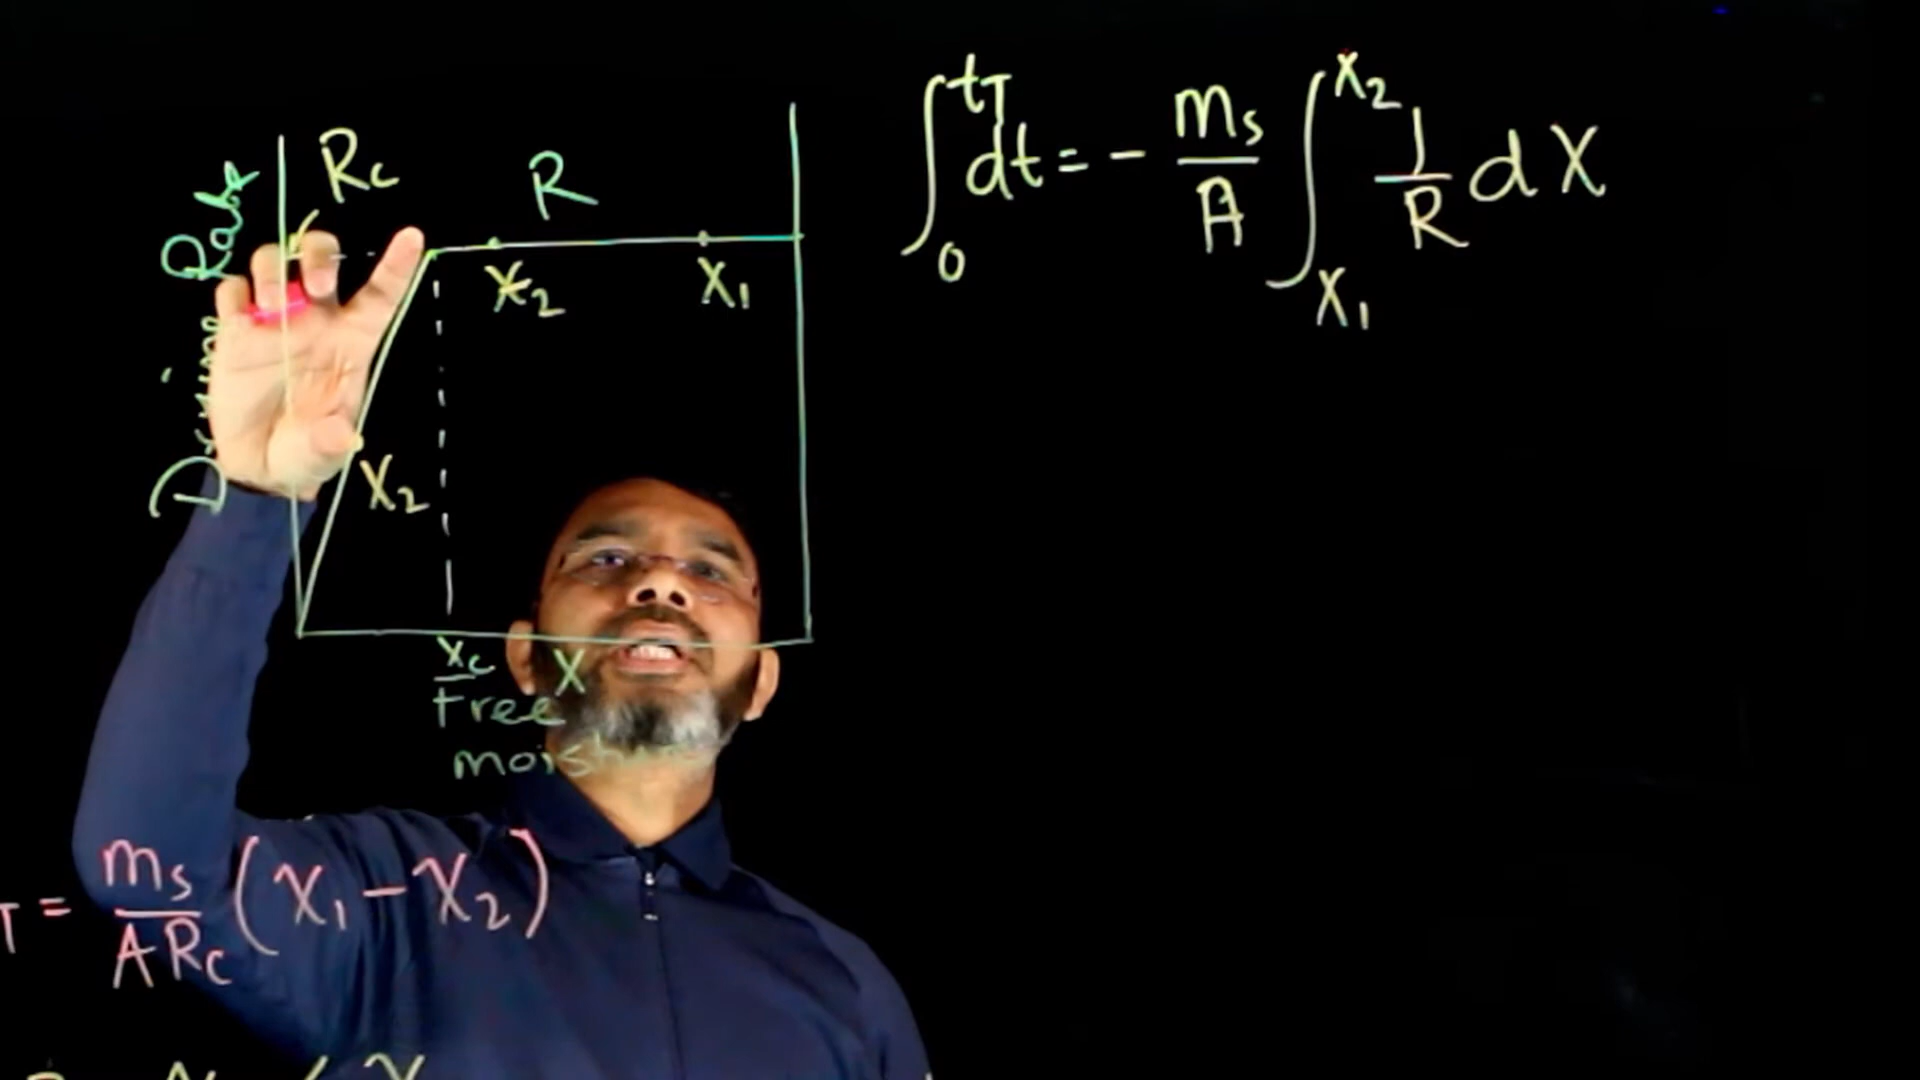 Rc
R
Drying Rate
X2
X1
X2
xc
X
Free
moisture
∫₀^{tT} dt = - ms/A ∫_{X1}^{X2} 1/R dX
T = ms/ARc (X1 - X2)